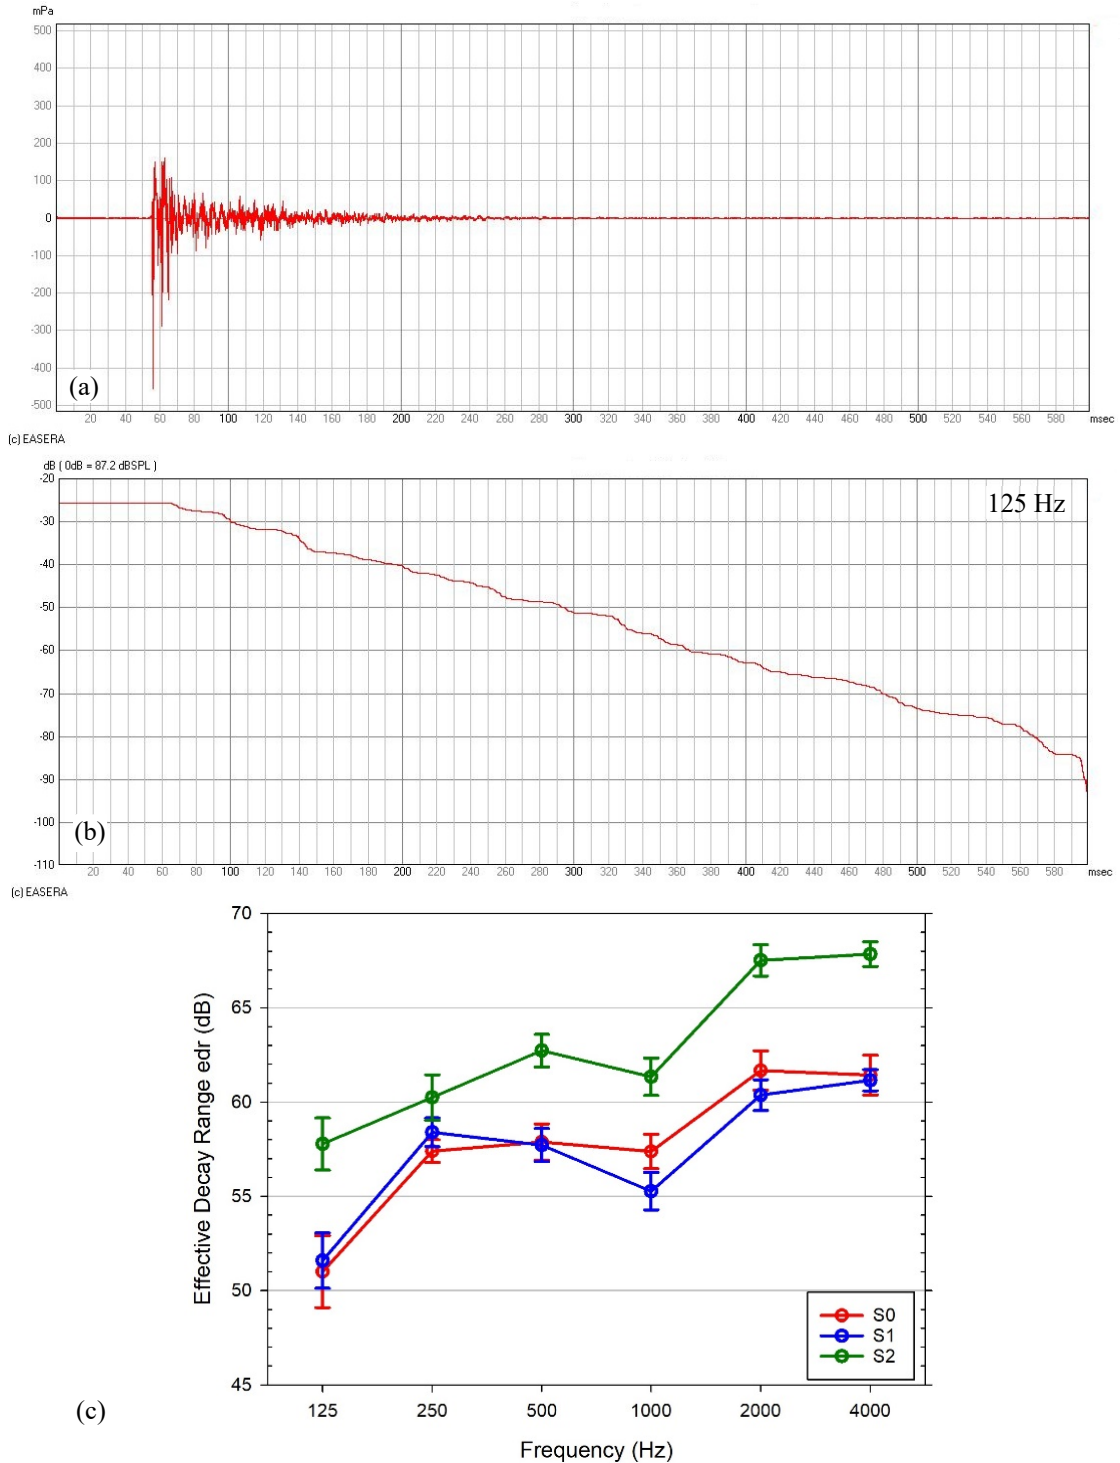 mPa
500
400
300
200
100
0
-100
-200
-300
-400
-500
(a)
20 40 60 80 100 120 140 160 180 200 220 240 260 280 300 320 340 360 380 400 420 440 460 480 500 520 540 560 580 msec
(c) EASERA
dB ( 0dB = 87.2 dBSPL )
-20
125 Hz
-30
-40
-50
-60
-70
-80
-90
-100
(b)
-110
20 40 60 80 100 120 140 160 180 200 220 240 260 280 300 320 340 360 380 400 420 440 460 480 500 520 540 560 580 msec
(c) EASERA
Effective Decay Range edr (dB)
70
65
60
55
50
45
S0
S1
S2
(c)
125 250 500 1000 2000 4000
Frequency (Hz)